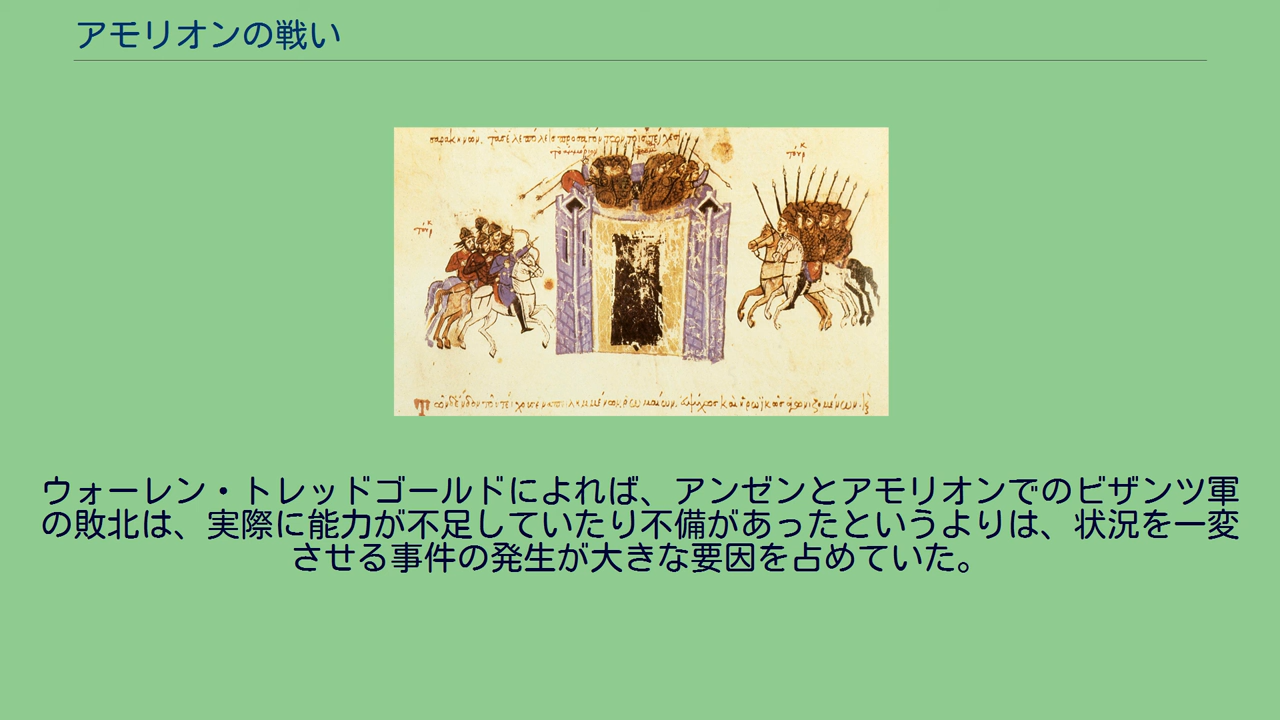 アモリオンの戦い
ウォーレン・トレッドゴールドによれば、アンゼンとアモリオンでのビザンツ軍
の敗北は、実際に能力が不足していたり不備があったというよりは、状況を一変
させる事件の発生が大きな要因を占めていた。